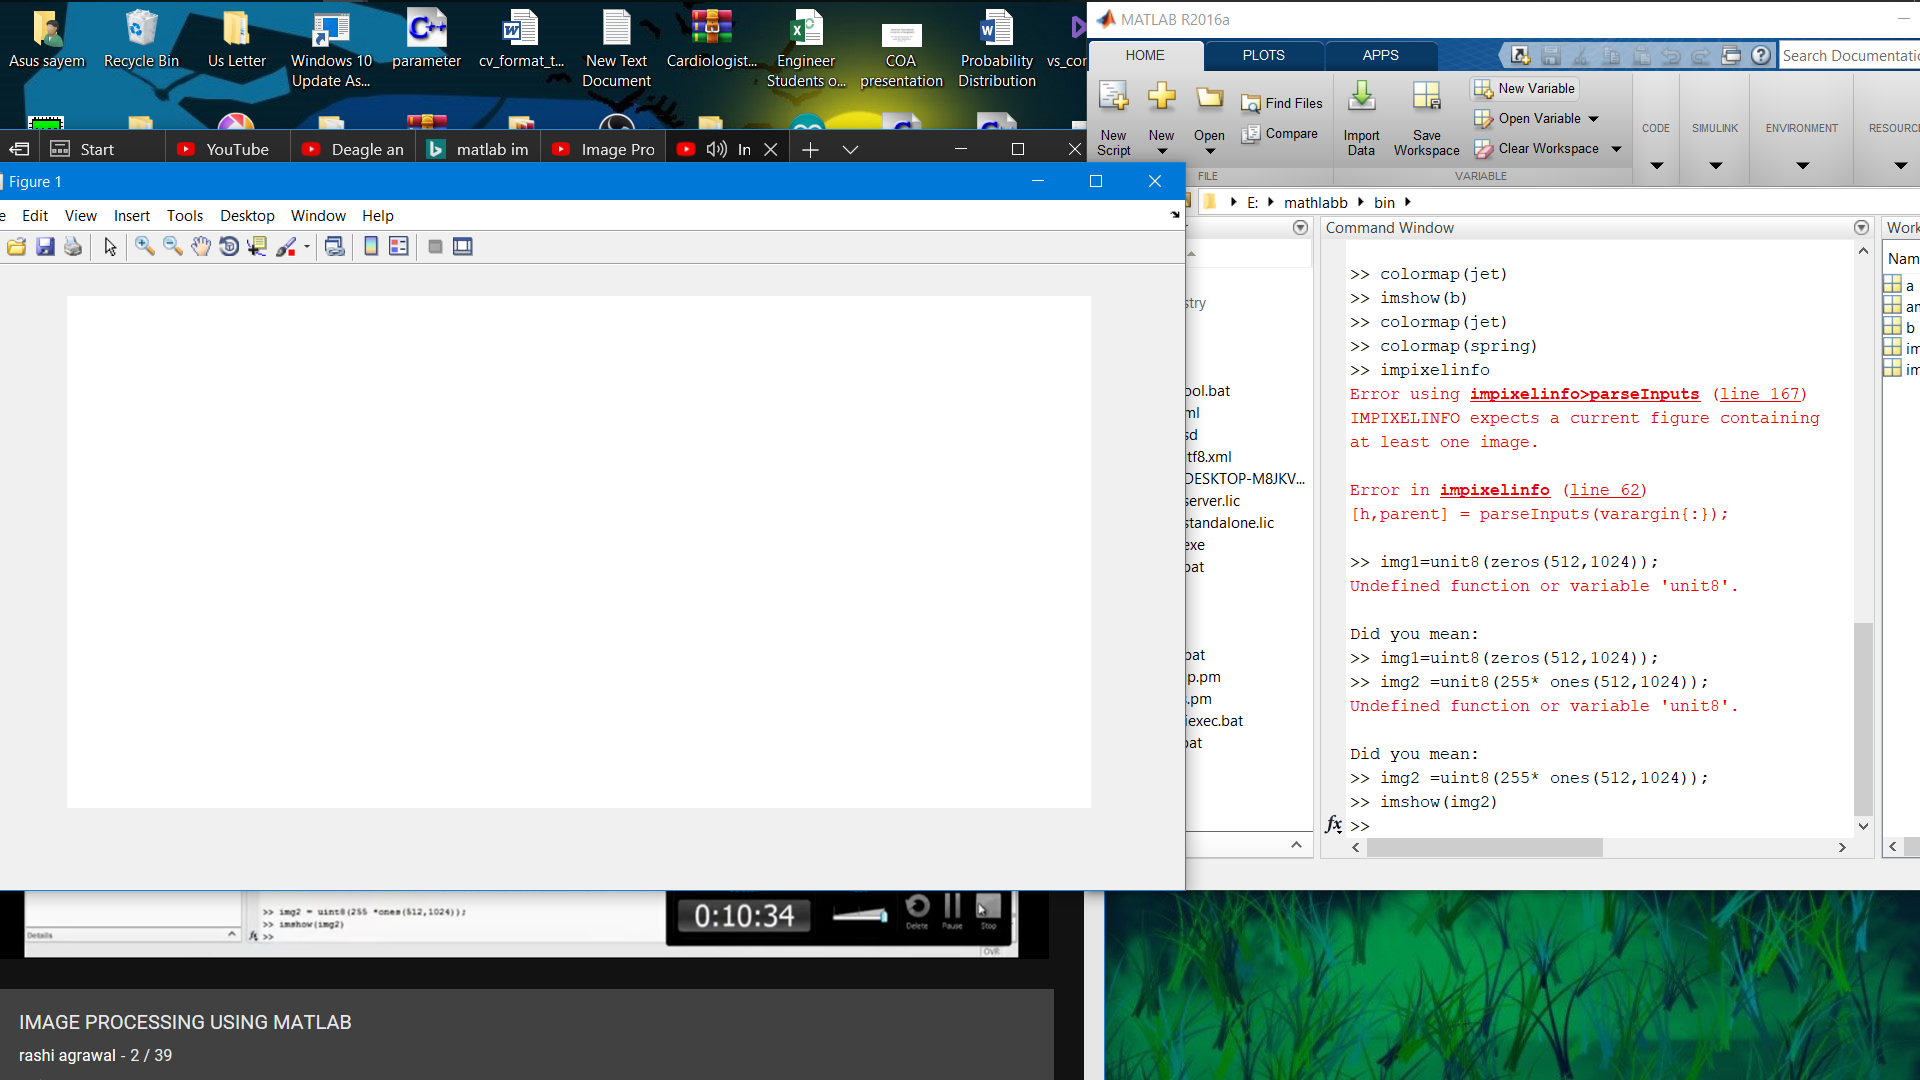 Asus sayem
Recycle Bin
Us Letter
Windows 10
Update As...
parameter
cv_format_t...
New Text
Document
Cardiologist...
Engineer
Students o...
COA
presentation
Probability
Distribution
vs_cor
MATLAB R2016a
HOME
PLOTS
APPS
Search Documentatic
New
Script
New
Open
Find Files
Compare
Import
Data
Save
Workspace
New Variable
Open Variable
Clear Workspace
CODE
SIMULINK
ENVIRONMENT
RESOURC
FILE
VARIABLE
Start
YouTube
Deagle an
matlab im
Image Pro
In
Figure 1
e Edit View Insert Tools Desktop Window Help
E: mathlabb bin
Command Window
Work
Nam
a
b
im
im
stry
ool.bat
ml
sd
tf8.xml
DESKTOP-M8JKV...
server.lic
standalone.lic
exe
bat
bat
p.pm
.pm
iexec.bat
bat
>> colormap(jet)
>> imshow(b)
>> colormap(jet)
>> colormap(spring)
>> impixelinfo
Error using impixelinfo>parseInputs (line 167)
IMPIXELINFO expects a current figure containing
at least one image.
Error in impixelinfo (line 62)
[h,parent] = parseInputs(varargin{:});
>> img1=unit8(zeros(512,1024));
Undefined function or variable 'unit8'.
Did you mean:
>> img1=uint8(zeros(512,1024));
>> img2 =unit8(255* ones(512,1024));
Undefined function or variable 'unit8'.
Did you mean:
>> img2 =uint8(255* ones(512,1024));
>> imshow(img2)
fx >>
>> img2 = uint8(255 *ones(512,1024));
>> imshow(img2)
fx >>
Details
0:10:34
Delete
Pause
Stop
OVR
IMAGE PROCESSING USING MATLAB
rashi agrawal - 2 / 39